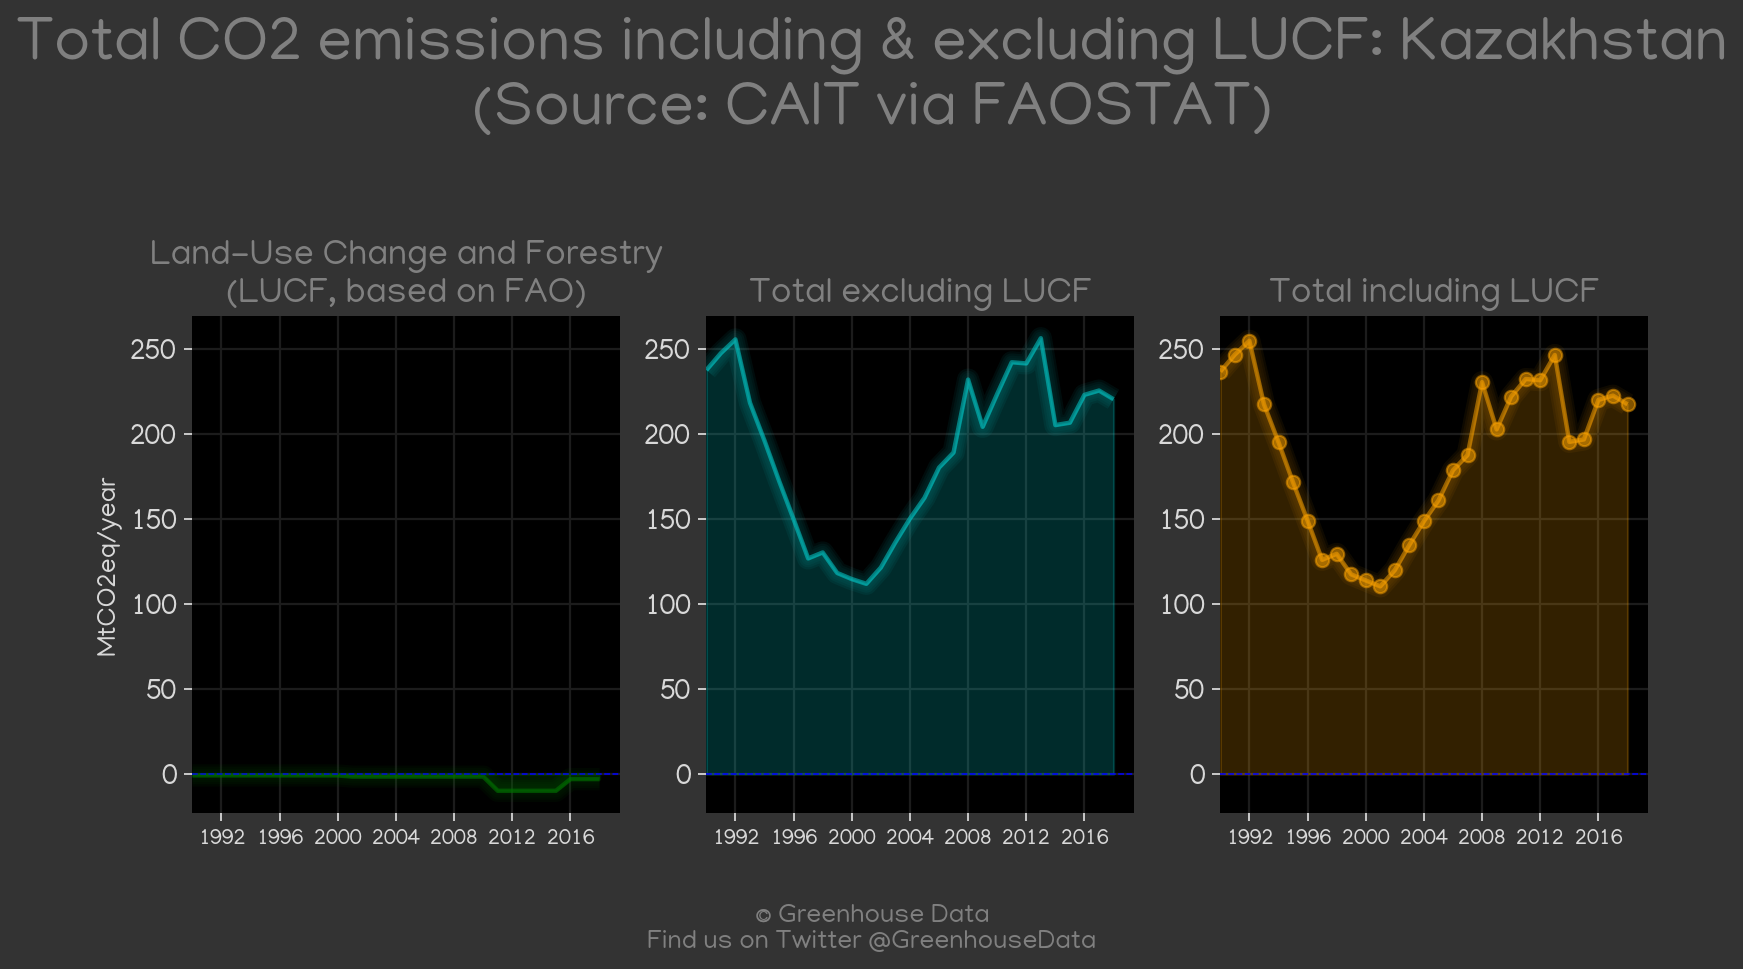 Total CO2 emissions including & excluding LUCF: Kazakhstan
(Source: CAIT via FAOSTAT)
Land-Use Change and Forestry
(LUCF, based on FAO)
Total excluding LUCF
Total including LUCF
MtCO2eq/year
250
200
150
100
50
0
1992 1996 2000 2004 2008 2012 2016
250
200
150
100
50
0
1992 1996 2000 2004 2008 2012 2016
250
200
150
100
50
0
1992 1996 2000 2004 2008 2012 2016
© Greenhouse Data
Find us on Twitter @GreenhouseData